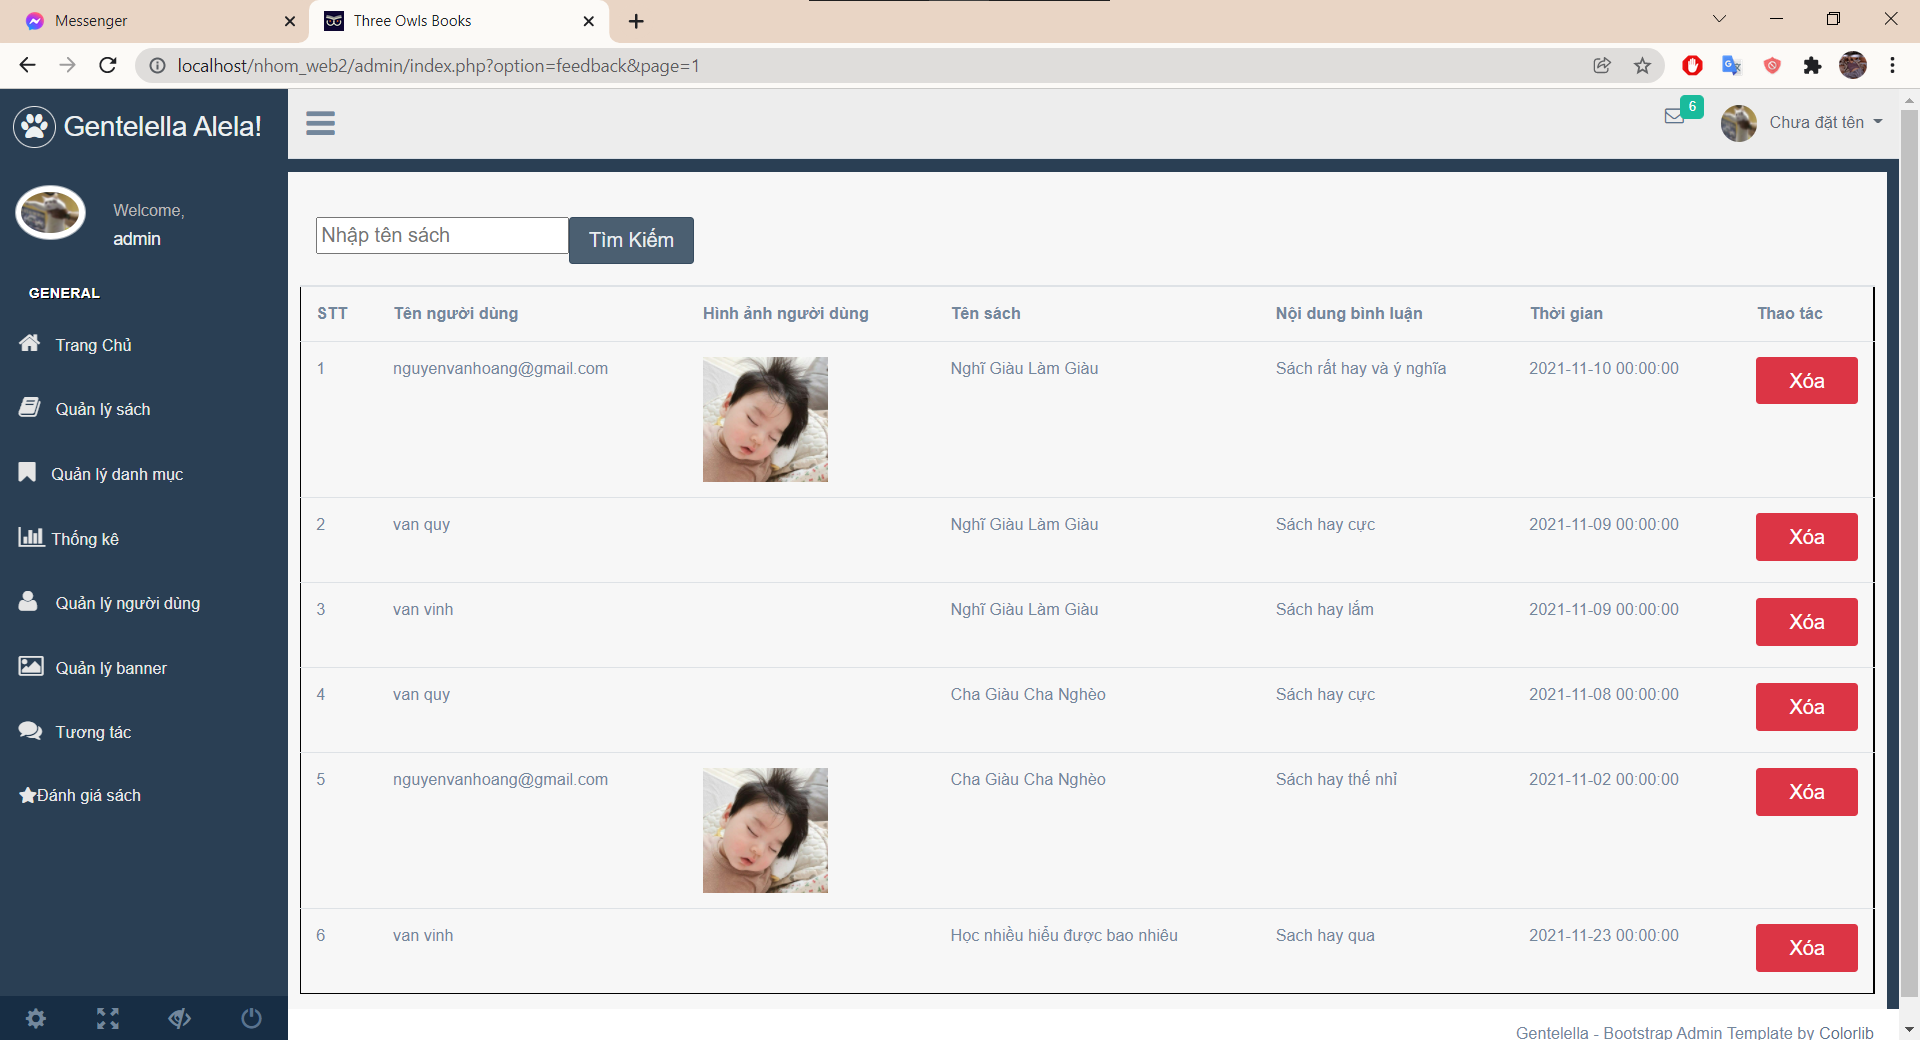 Messenger
Three Owls Books
localhost/nhom_web2/admin/index.php?option=feedback&page=1
Gentelella Alela!
6
Chưa đặt tên
Welcome,
admin
GENERAL
Trang Chủ
Quản lý sách
Quản lý danh mục
Thống kê
Quản lý người dùng
Quản lý banner
Tương tác
Đánh giá sách
Nhập tên sách
Tìm Kiếm
STT Tên người dùng Hình ảnh người dùng Tên sách Nội dung bình luận Thời gian Thao tác
1 nguyenvanhoang@gmail.com Nghĩ Giàu Làm Giàu Sách rất hay và ý nghĩa 2021-11-10 00:00:00 Xóa
2 van quy Nghĩ Giàu Làm Giàu Sách hay cực 2021-11-09 00:00:00 Xóa
3 van vinh Nghĩ Giàu Làm Giàu Sách hay lắm 2021-11-09 00:00:00 Xóa
4 van quy Cha Giàu Cha Nghèo Sách hay cực 2021-11-08 00:00:00 Xóa
5 nguyenvanhoang@gmail.com Cha Giàu Cha Nghèo Sách hay thế nhỉ 2021-11-02 00:00:00 Xóa
6 van vinh Học nhiều hiểu được bao nhiêu Sach hay qua 2021-11-23 00:00:00 Xóa
Gentelella - Bootstrap Admin Template by Colorlib